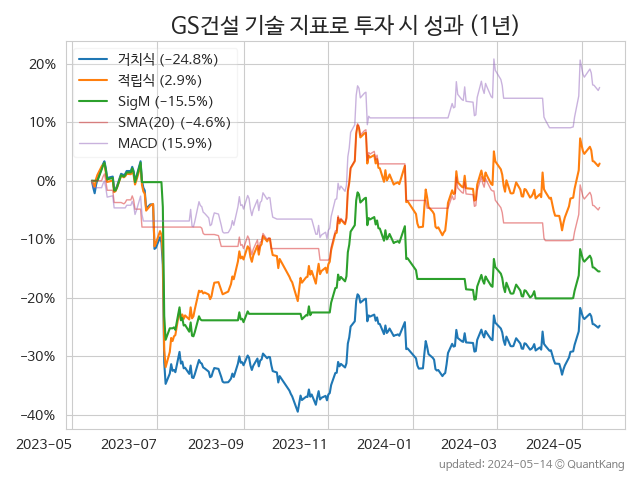 GS건설 기술 지표로 투자 시 성과 (1년)
거치식 (−24.8%)
적립식 (2.9%)
SigM (−15.5%)
SMA(20) (−4.6%)
MACD (15.9%)
20%
10%
0%
−10%
−20%
−30%
−40%
2023-05
2023-07
2023-09
2023-11
2024-01
2024-03
2024-05
updated: 2024-05-14 © QuantKang